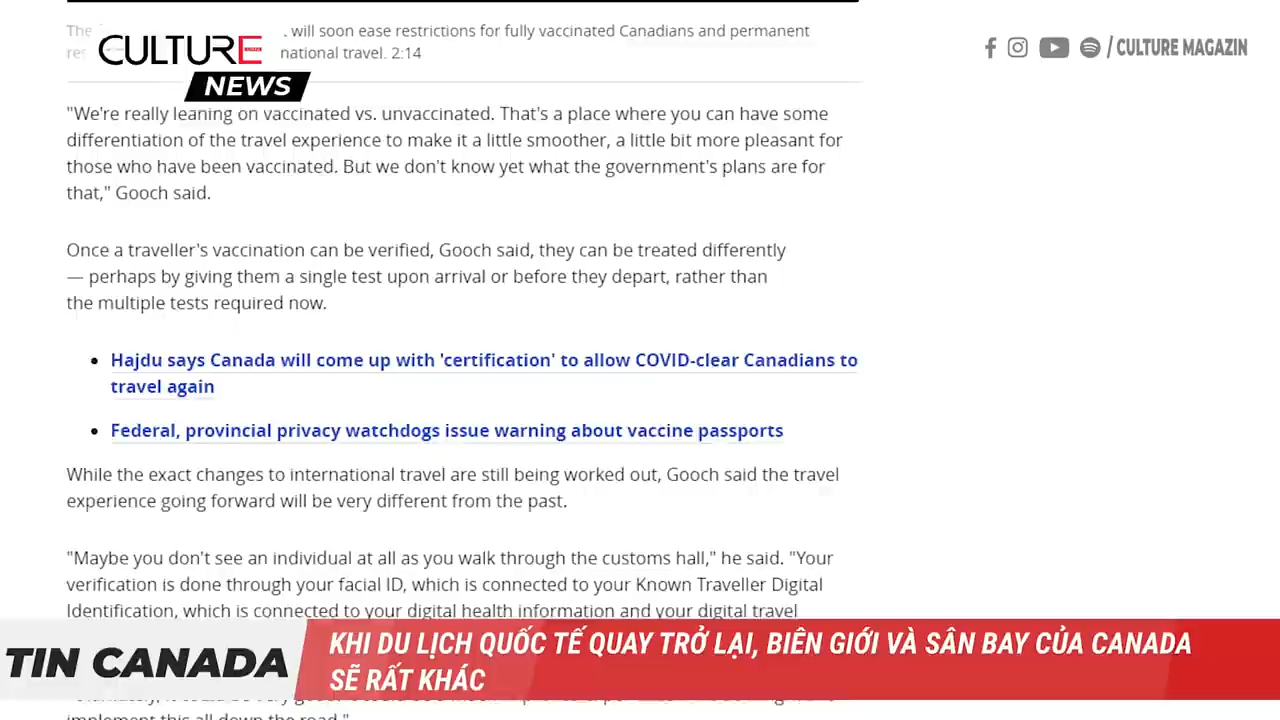 The
. will soon ease restrictions for fully vaccinated Canadians and permanent
res
national travel. 2:14
CULTURE
NEWS
/ CULTURE MAGAZIN
"We're really leaning on vaccinated vs. unvaccinated. That's a place where you can have some
differentiation of the travel experience to make it a little smoother, a little bit more pleasant for
those who have been vaccinated. But we don't know yet what the government's plans are for
that," Gooch said.
Once a traveller's vaccination can be verified, Gooch said, they can be treated differently
— perhaps by giving them a single test upon arrival or before they depart, rather than
the multiple tests required now.
• Hajdu says Canada will come up with 'certification' to allow COVID-clear Canadians to
travel again
• Federal, provincial privacy watchdogs issue warning about vaccine passports
While the exact changes to international travel are still being worked out, Gooch said the travel
experience going forward will be very different from the past.
"Maybe you don't see an individual at all as you walk through the customs hall," he said. "Your
verification is done through your facial ID, which is connected to your Known Traveller Digital
Identification, which is connected to your digital health information and your digital travel
TIN CANADA
KHI DU LỊCH QUỐC TẾ QUAY TRỞ LẠI, BIÊN GIỚI VÀ SÂN BAY CỦA CANADA
SẼ RẤT KHÁC
implement this all down the road."